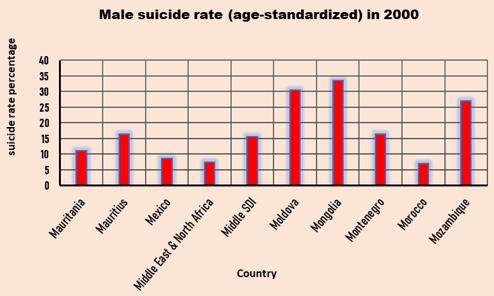 Male suicide rate (age-standardized) in 2000
suicide rate percentage
40
35
30
25
20
15
10
5
0
Mauritania
Mauritius
Mexico
Middle East & North Africa
Middle SDI
Moldova
Mongolia
Montenegro
Morocco
Mozambique
Country